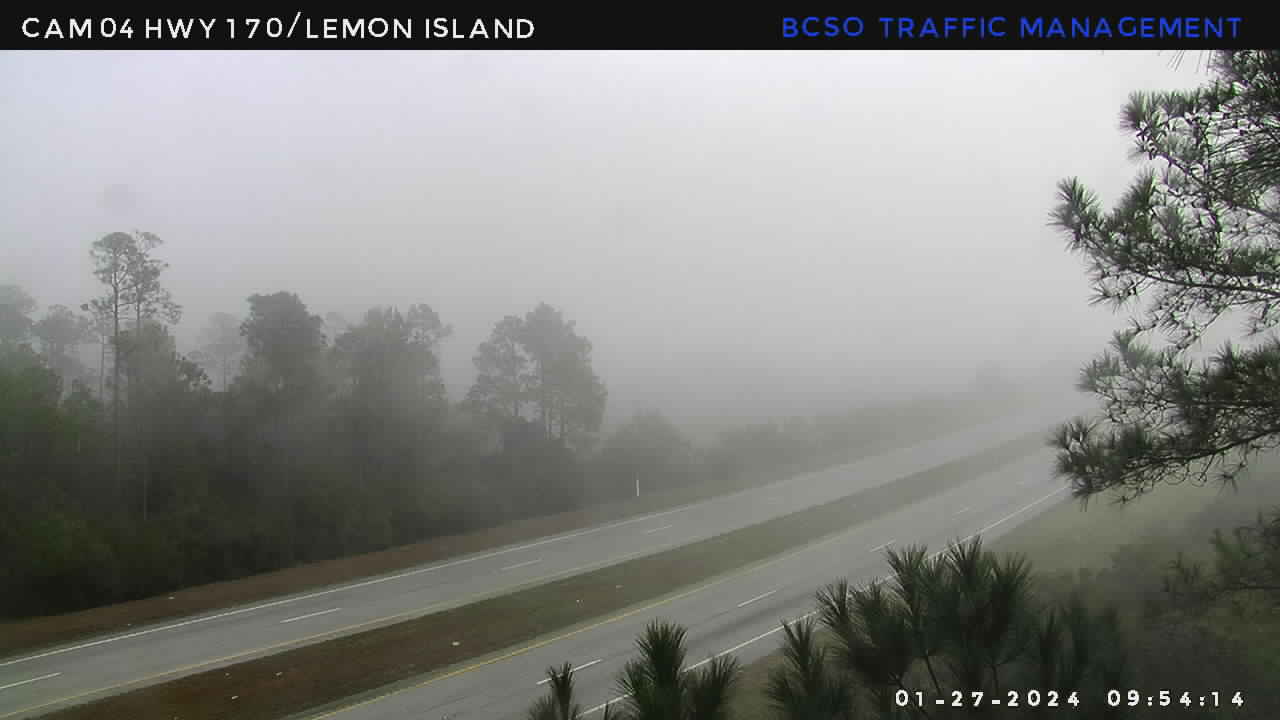 CAM04 HWY 170/LEMON ISLAND
BCSO TRAFFIC MANAGEMENT
01-27-2024 09:54:14